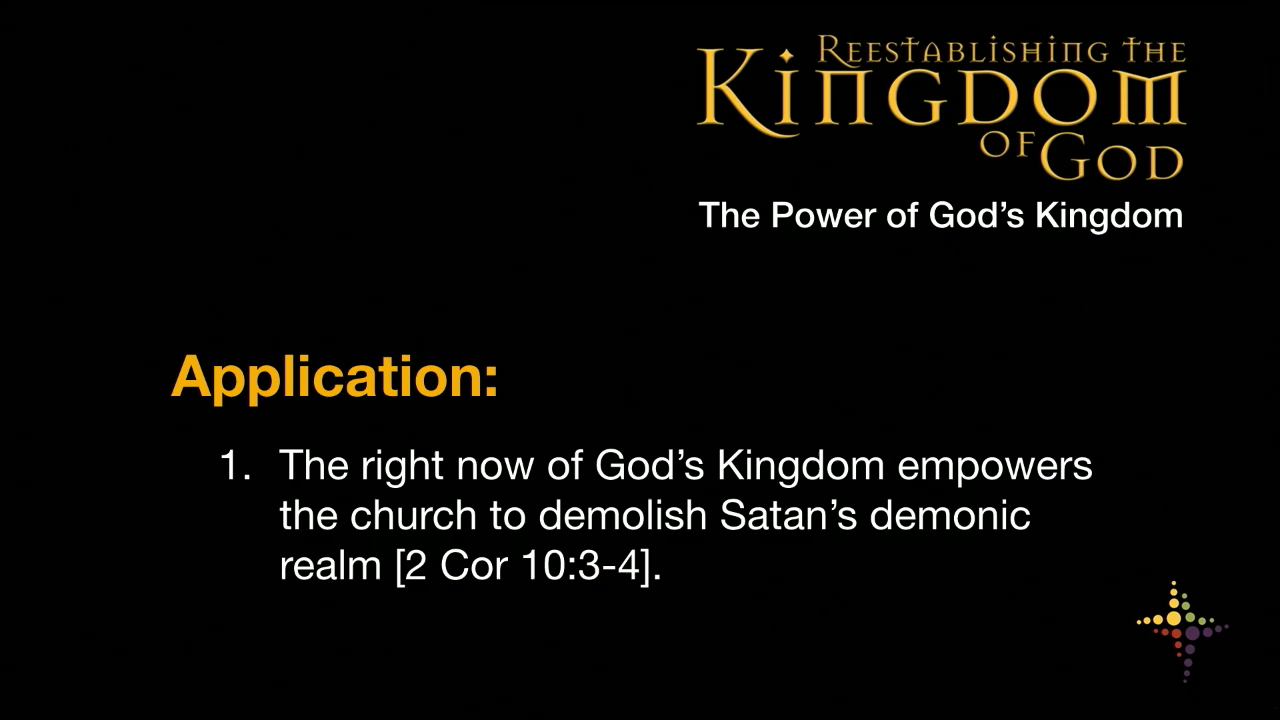 Reestablishing the
Kingdom
of God
The Power of God’s Kingdom
Application:
1. The right now of God’s Kingdom empowers
the church to demolish Satan’s demonic
realm [2 Cor 10:3-4].